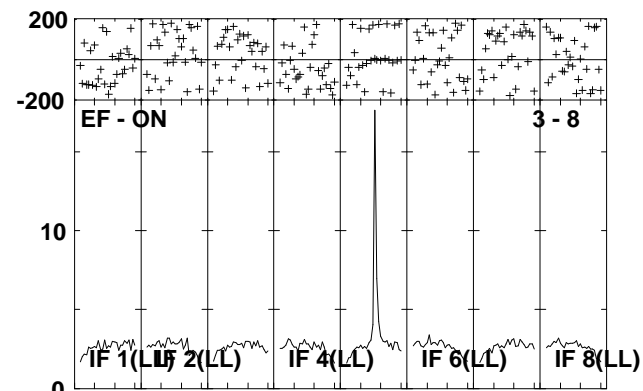 200
-200
EF - ON 3 - 8
10
IF 1(LL) IF 2(LL) IF 4(LL) IF 6(LL) IF 8(LL)
0